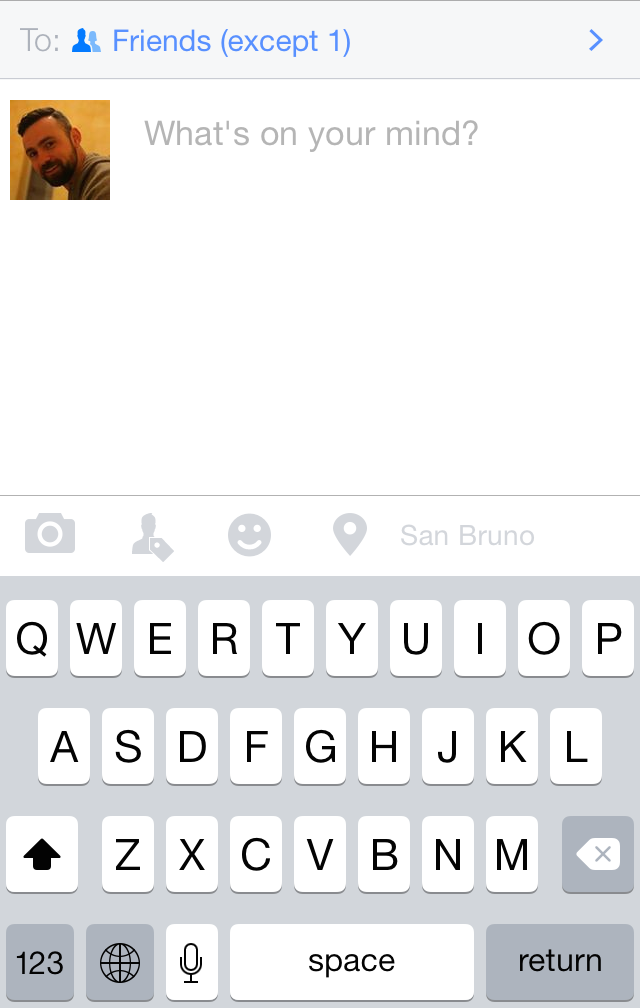 To: Friends (except 1)
What's on your mind?
San Bruno
Q W E R T Y U I O P
A S D F G H J K L
Z X C V B N M
123 space return